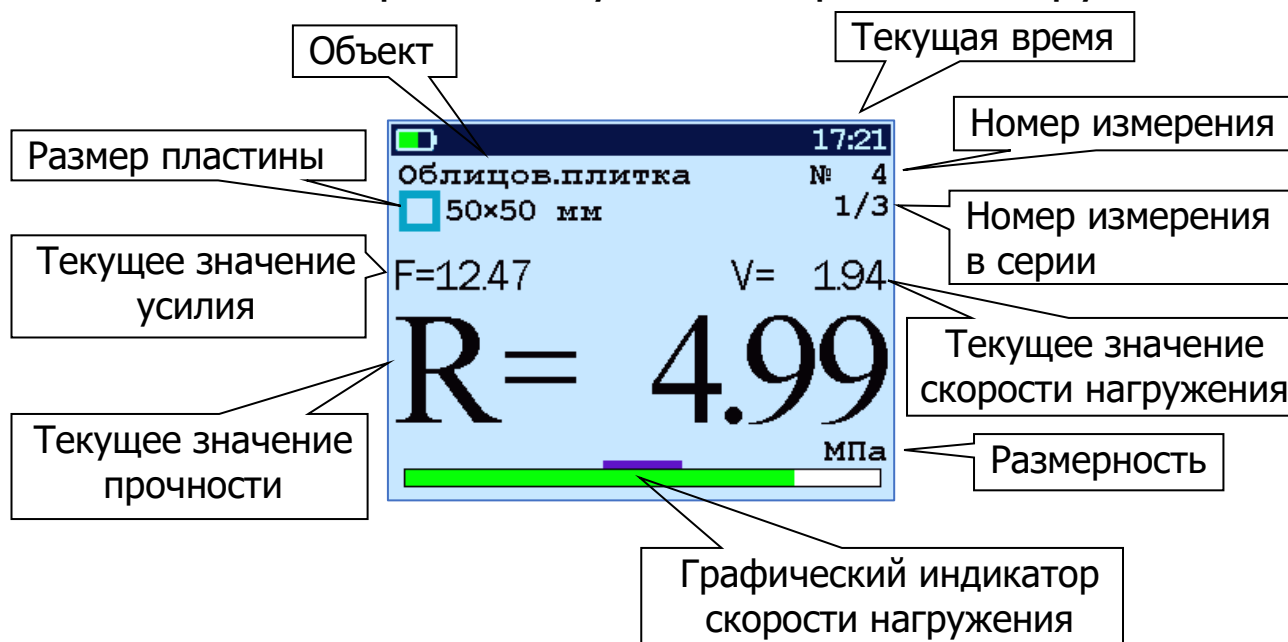 Объект
Текущая время
Номер измерения
Размер пластины
17:21
Облицов.плитка
№ 4
50×50 мм
1/3
Номер измерения
в серии
Текущее значение
усилия
F=12.47
V= 1.94
R= 4.99
Текущее значение
скорости нагружения
Текущее значение
прочности
МПа
Размерность
Графический индикатор
скорости нагружения